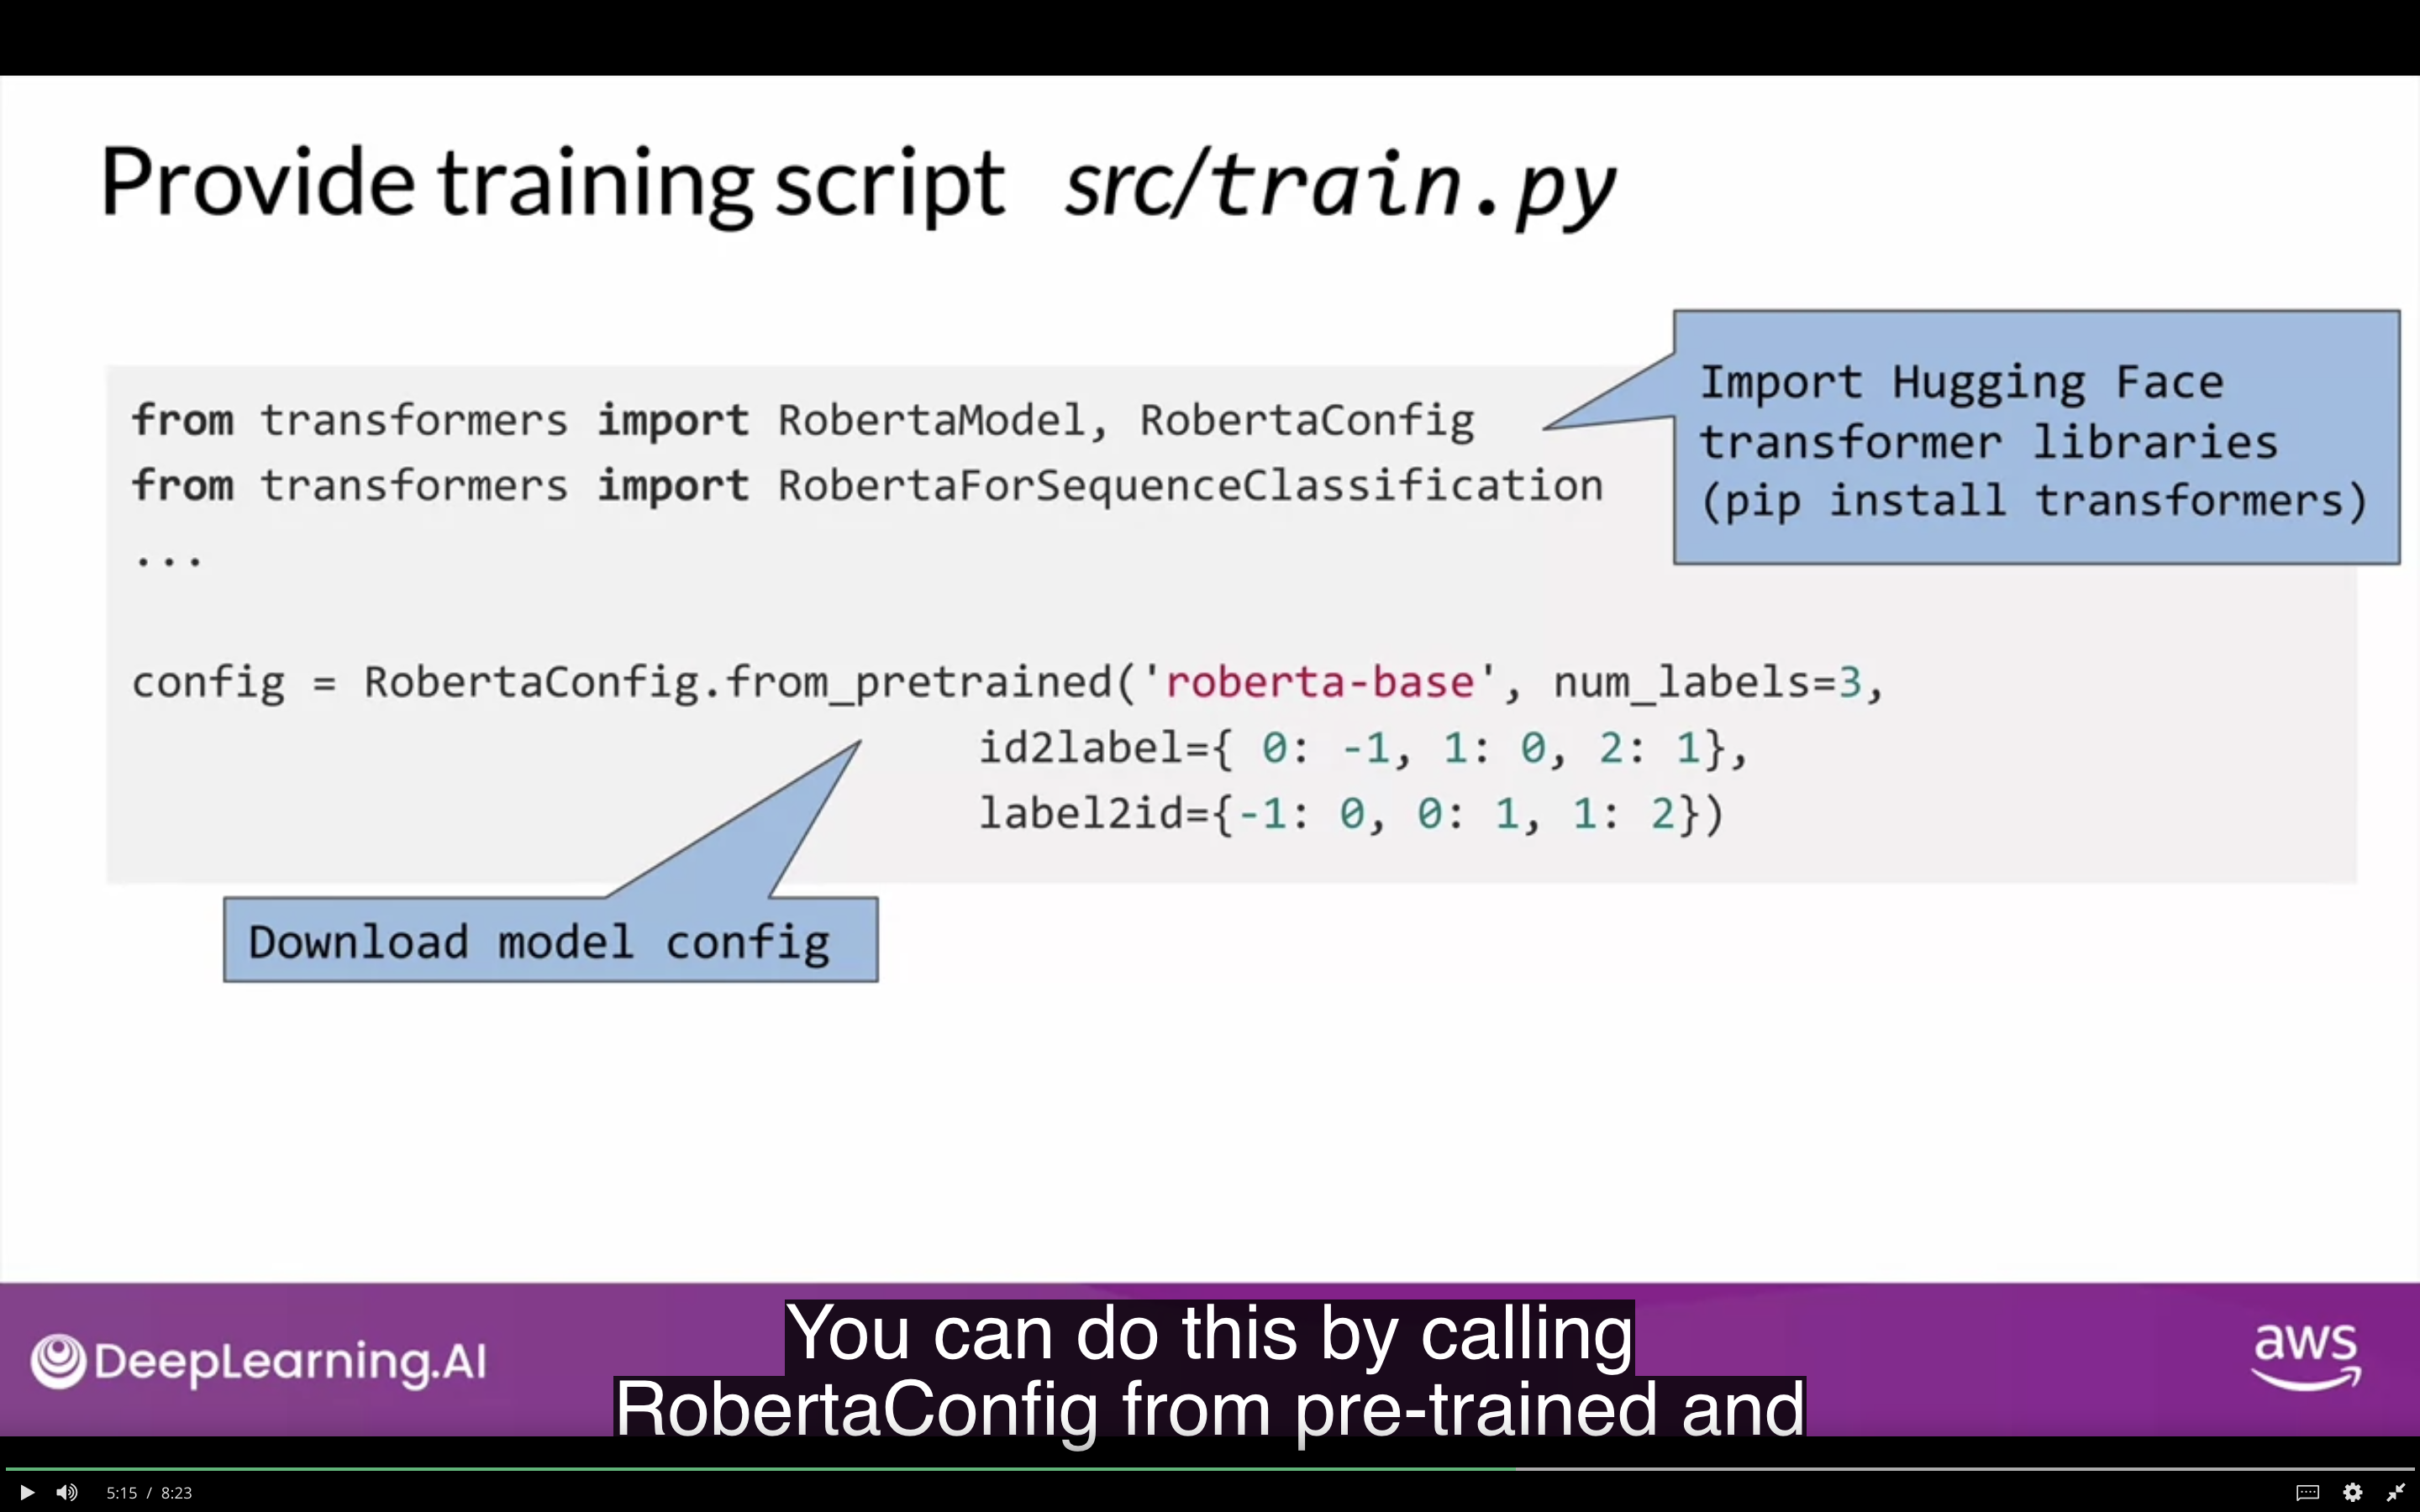 Provide training script src/train.py
Import Hugging Face
transformer libraries
(pip install transformers)
from transformers import RobertaModel, RobertaConfig
from transformers import RobertaForSequenceClassification
...
config = RobertaConfig.from_pretrained('roberta-base', num_labels=3,
id2label={ 0: -1, 1: 0, 2: 1},
label2id={-1: 0, 0: 1, 1: 2})
Download model config
DeepLearning.AI
You can do this by calling
RobertaConfig from pre-trained and
aws
5:15 / 8:23